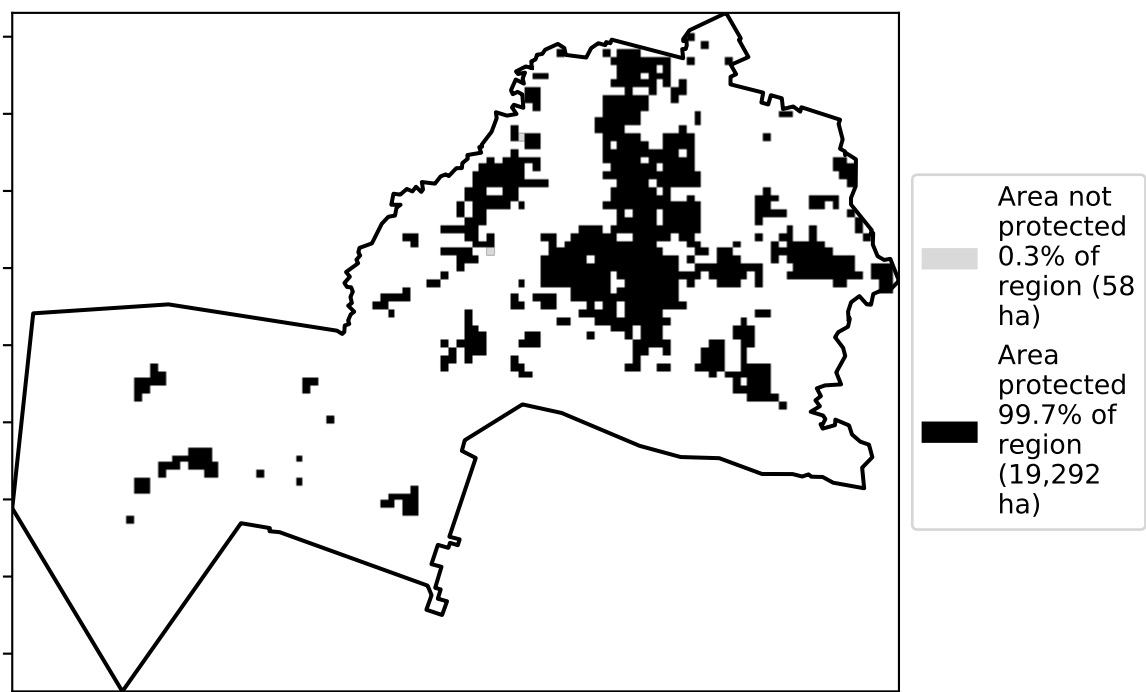 Area not
protected
0.3% of
region (58
ha)
Area
protected
99.7% of
region
(19,292
ha)